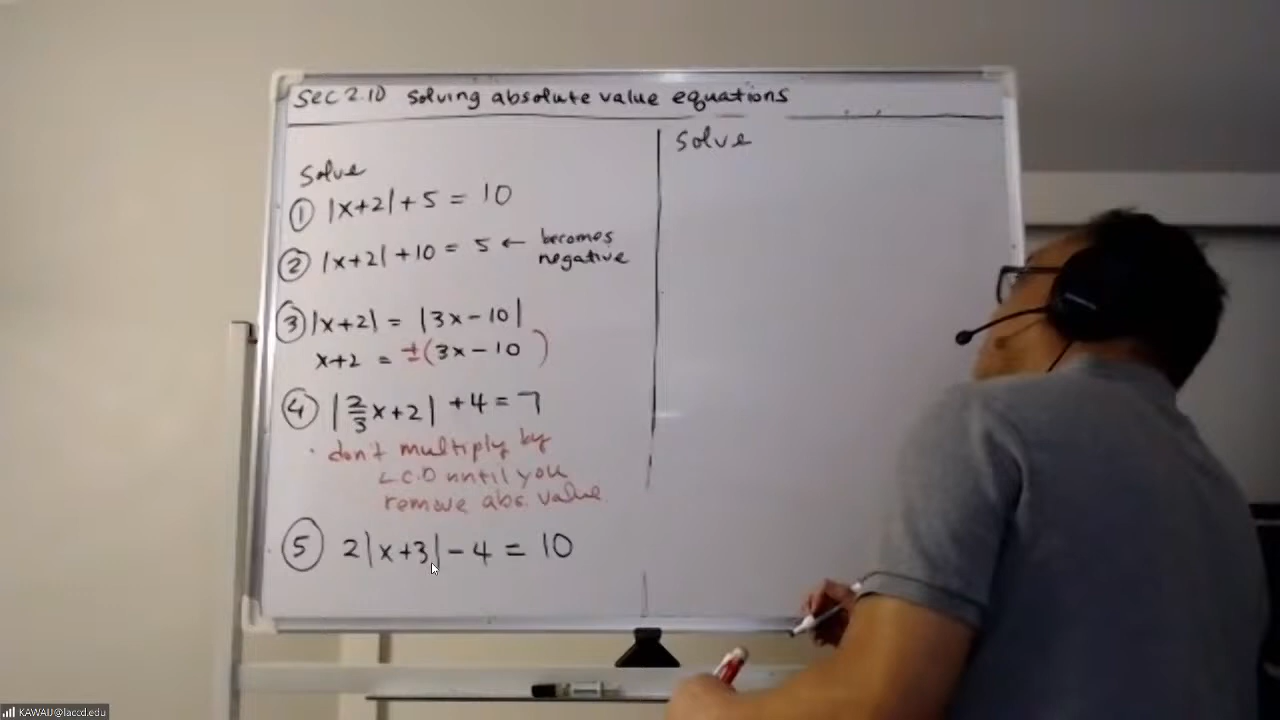 Sec 2.10 Solving absolute value equations
Solve
① |x+2| + 5 = 10
② |x+2| + 10 = 5 ← becomes
negative
③ |x+2| = |3x-10|
x+2 = ±(3x-10)
④ |2/3 x+2| + 4 = 7
· don't multiply by
L.C.D until you
remove abs. value
⑤ 2|x+3| - 4 = 10
Solve
KAWAIJ@laccd.edu